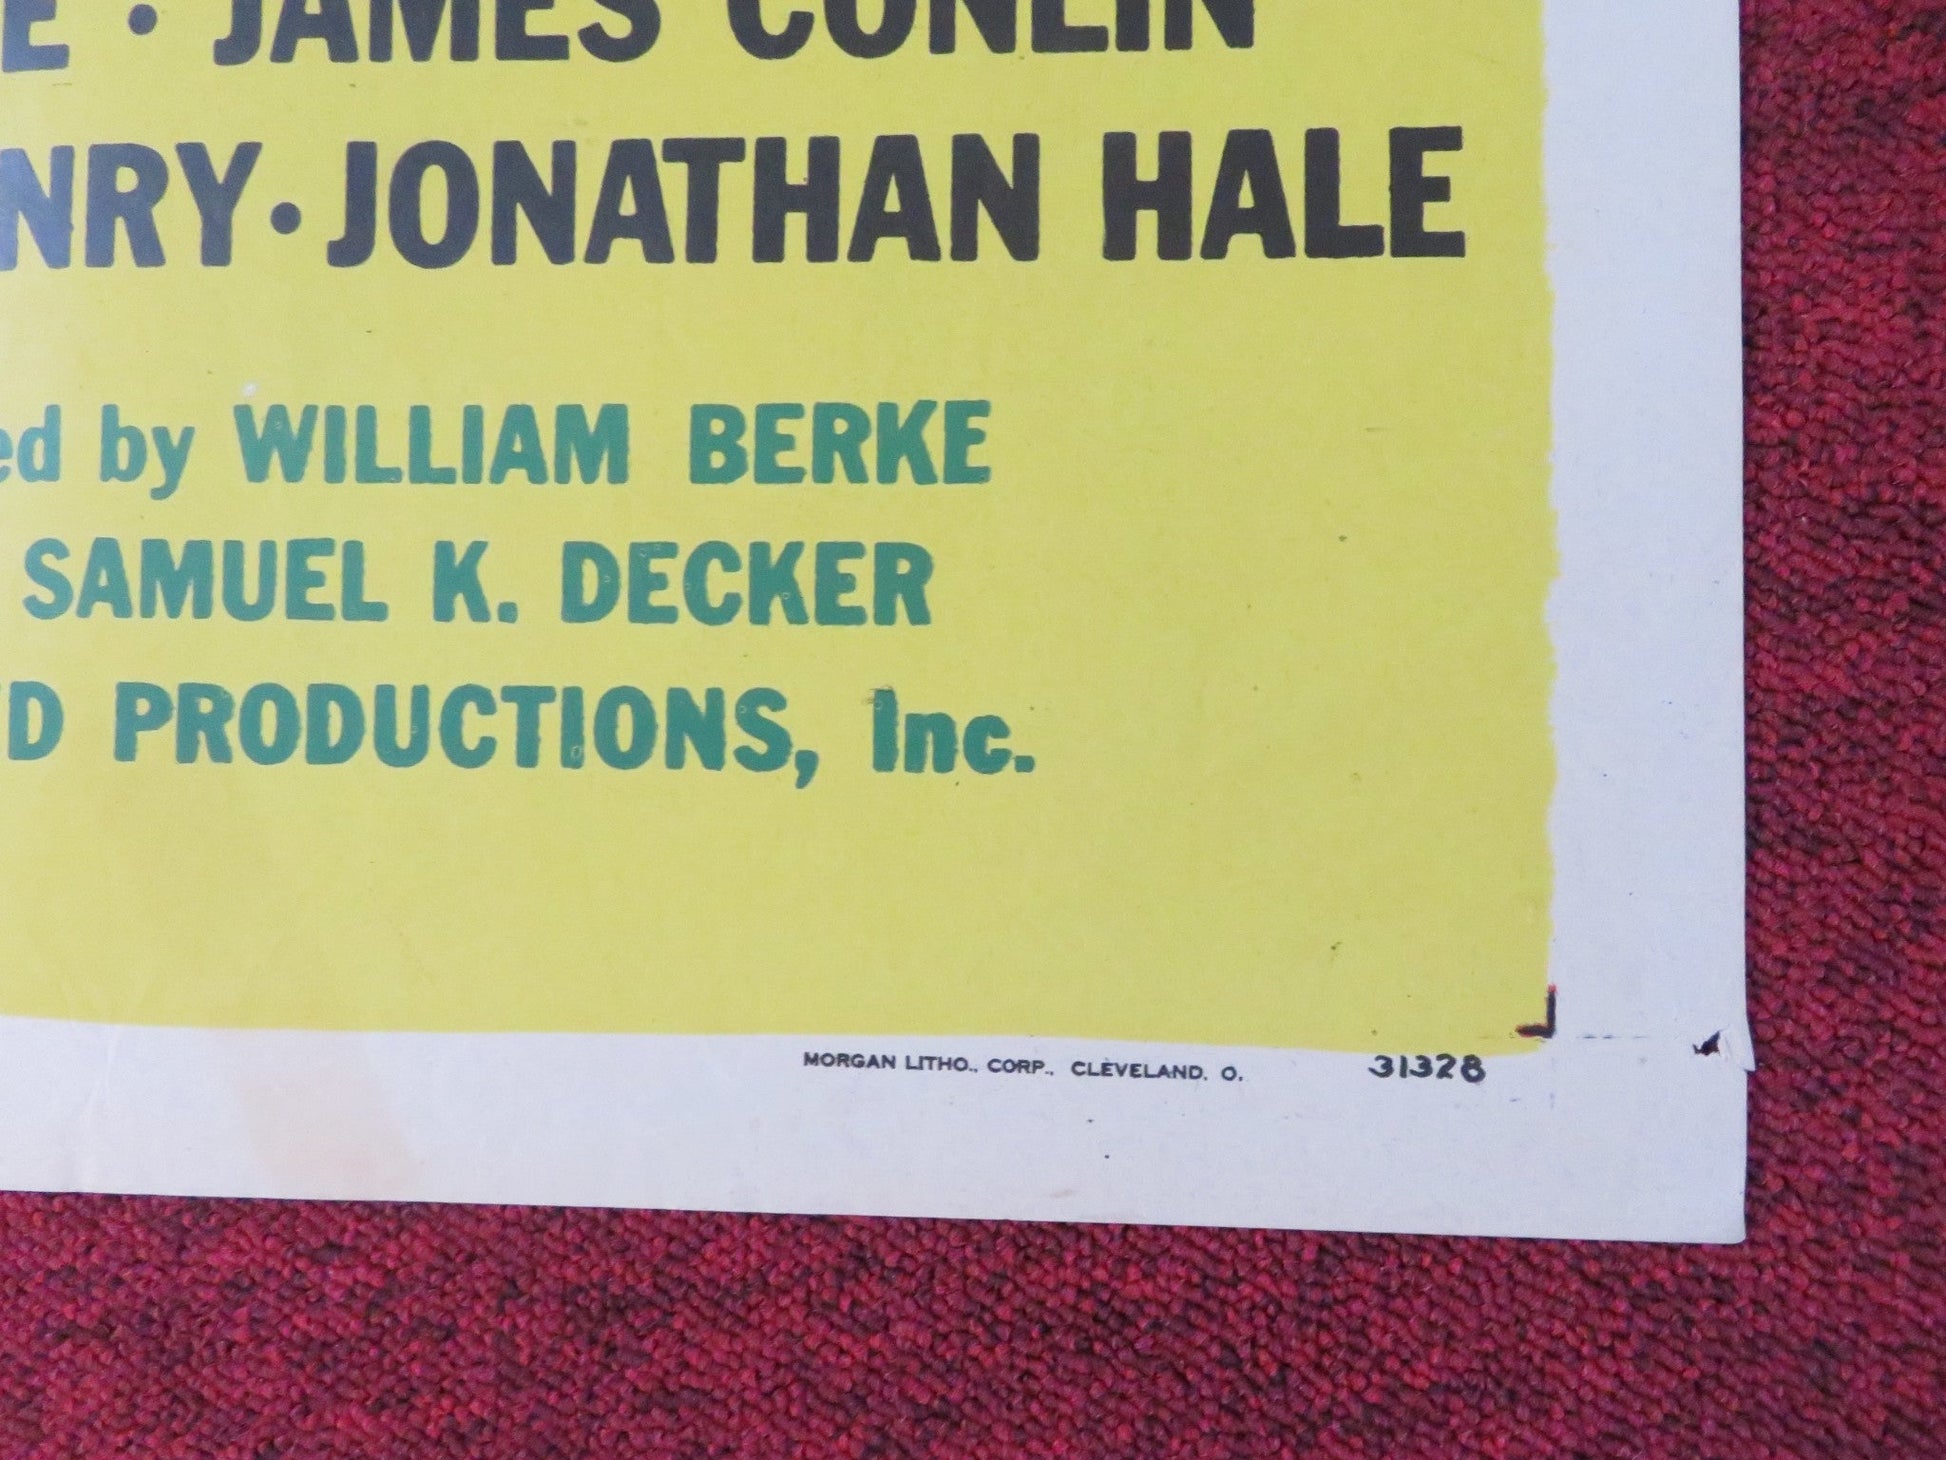 E · JAMES CONLIN
NRY · JONATHAN HALE
ed by WILLIAM BERKE
SAMUEL K. DECKER
D PRODUCTIONS, Inc.
MORGAN LITHO., CORP., CLEVELAND, O.
31328